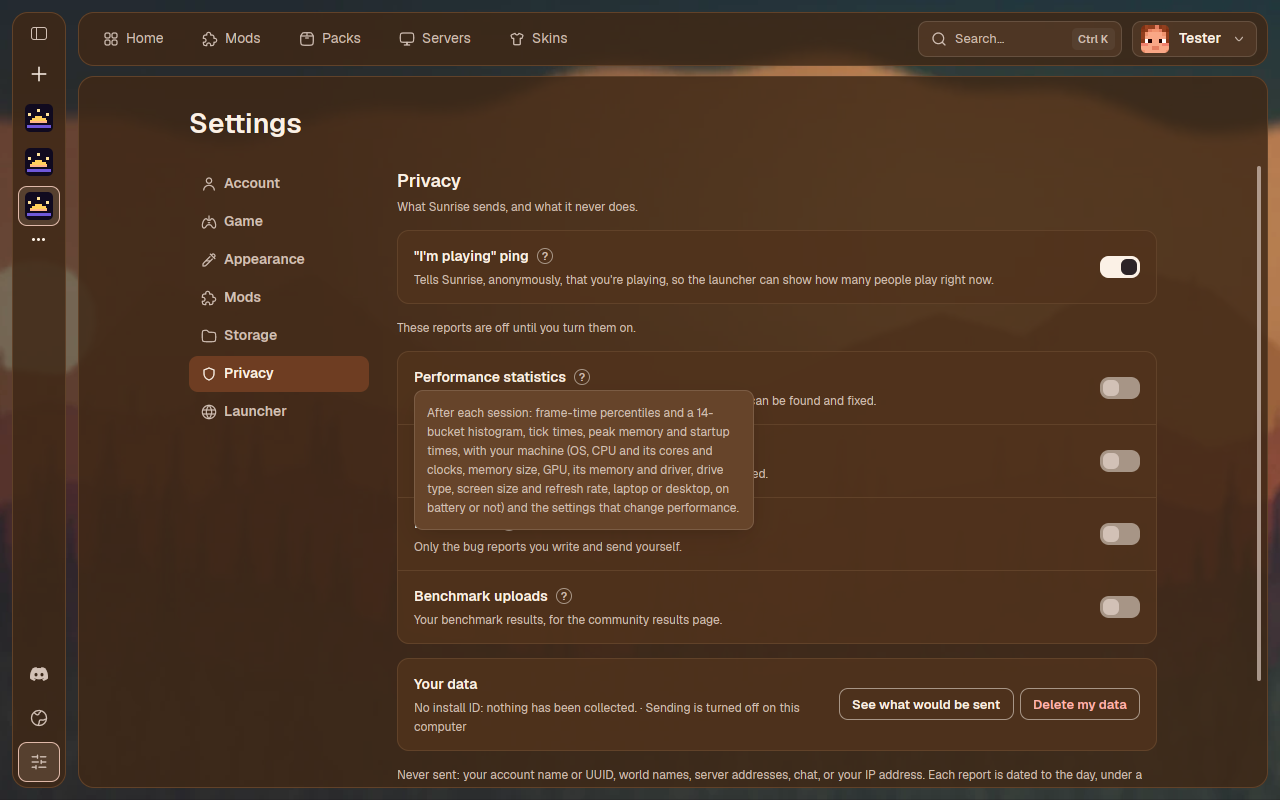 Home
Mods
Packs
Servers
Skins
Search...
Ctrl K
Tester
Settings
Account
Game
Appearance
Mods
Storage
Privacy
Launcher
Privacy
What Sunrise sends, and what it never does.
"I'm playing" ping ?
Tells Sunrise, anonymously, that you're playing, so the launcher can show how many people play right now.
These reports are off until you turn them on.
Performance statistics ?
can be found and fixed.
After each session: frame-time percentiles and a 14-
bucket histogram, tick times, peak memory and startup
times, with your machine (OS, CPU and its cores and
clocks, memory size, GPU, its memory and driver, drive
type, screen size and refresh rate, laptop or desktop, on
battery or not) and the settings that change performance.
Only the bug reports you write and send yourself.
Benchmark uploads ?
Your benchmark results, for the community results page.
Your data
No install ID: nothing has been collected. · Sending is turned off on this
computer
See what would be sent
Delete my data
Never sent: your account name or UUID, world names, server addresses, chat, or your IP address. Each report is dated to the day, under a